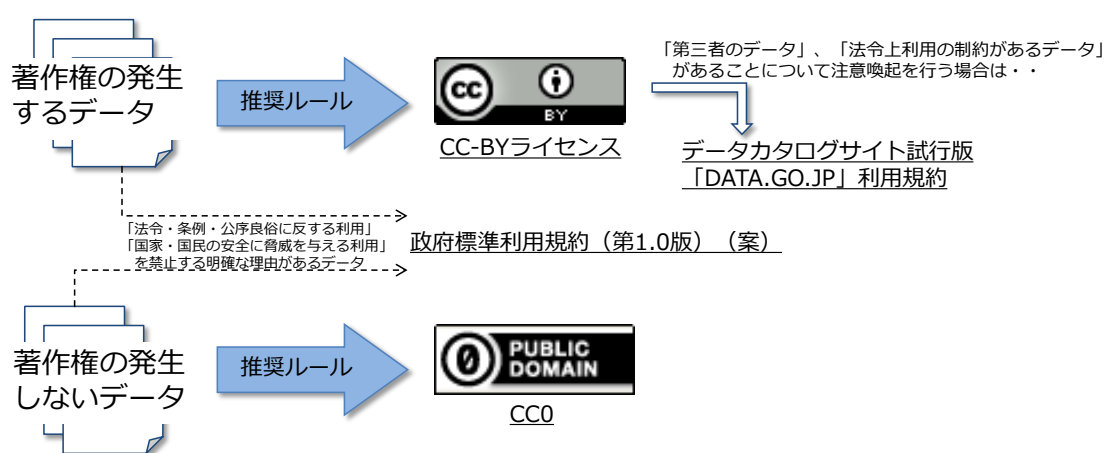 著作権の発生
するデータ
推奨ルール
cc
BY
CC-BYライセンス
「第三者のデータ」、「法令上利用の制約があるデータ」
があることについて注意喚起を行う場合は・・
データカタログサイト試行版
「DATA.GO.JP」利用規約
「法令・条例・公序良俗に反する利用」
「国家・国民の安全に脅威を与える利用」
を禁止する明確な理由があるデータ
政府標準利用規約（第1.0版）（案）
著作権の発生
しないデータ
推奨ルール
0
PUBLIC
DOMAIN
CC0